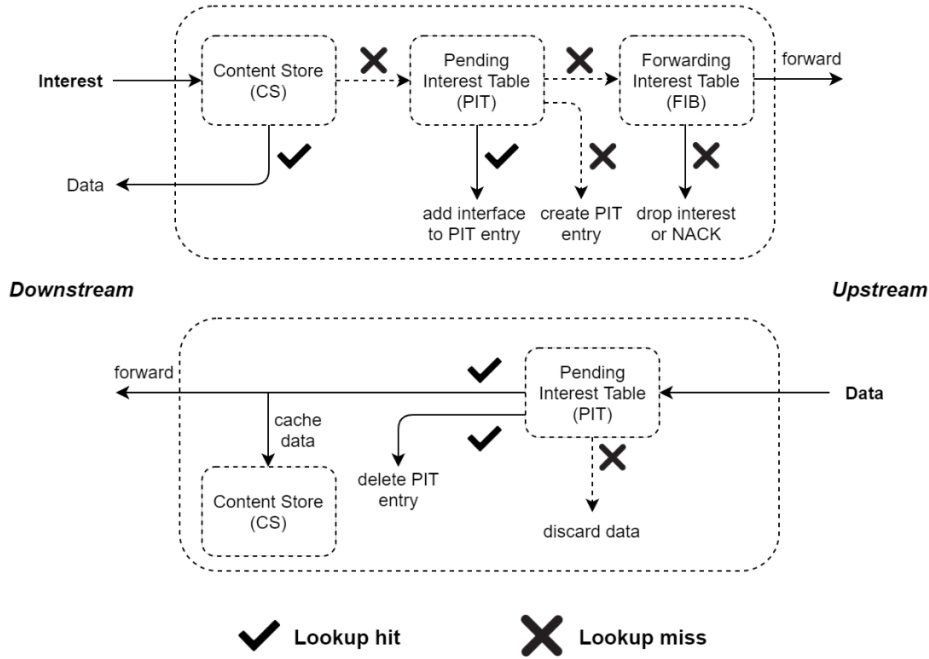 Interest
Content Store
(CS)
Pending
Interest Table
(PIT)
Forwarding
Interest Table
(FIB)
forward
Data
add interface
to PIT entry
create PIT
entry
drop interest
or NACK
Downstream
Upstream
forward
Pending
Interest Table
(PIT)
Data
cache
data
delete PIT
entry
Content Store
(CS)
discard data
Lookup hit
Lookup miss